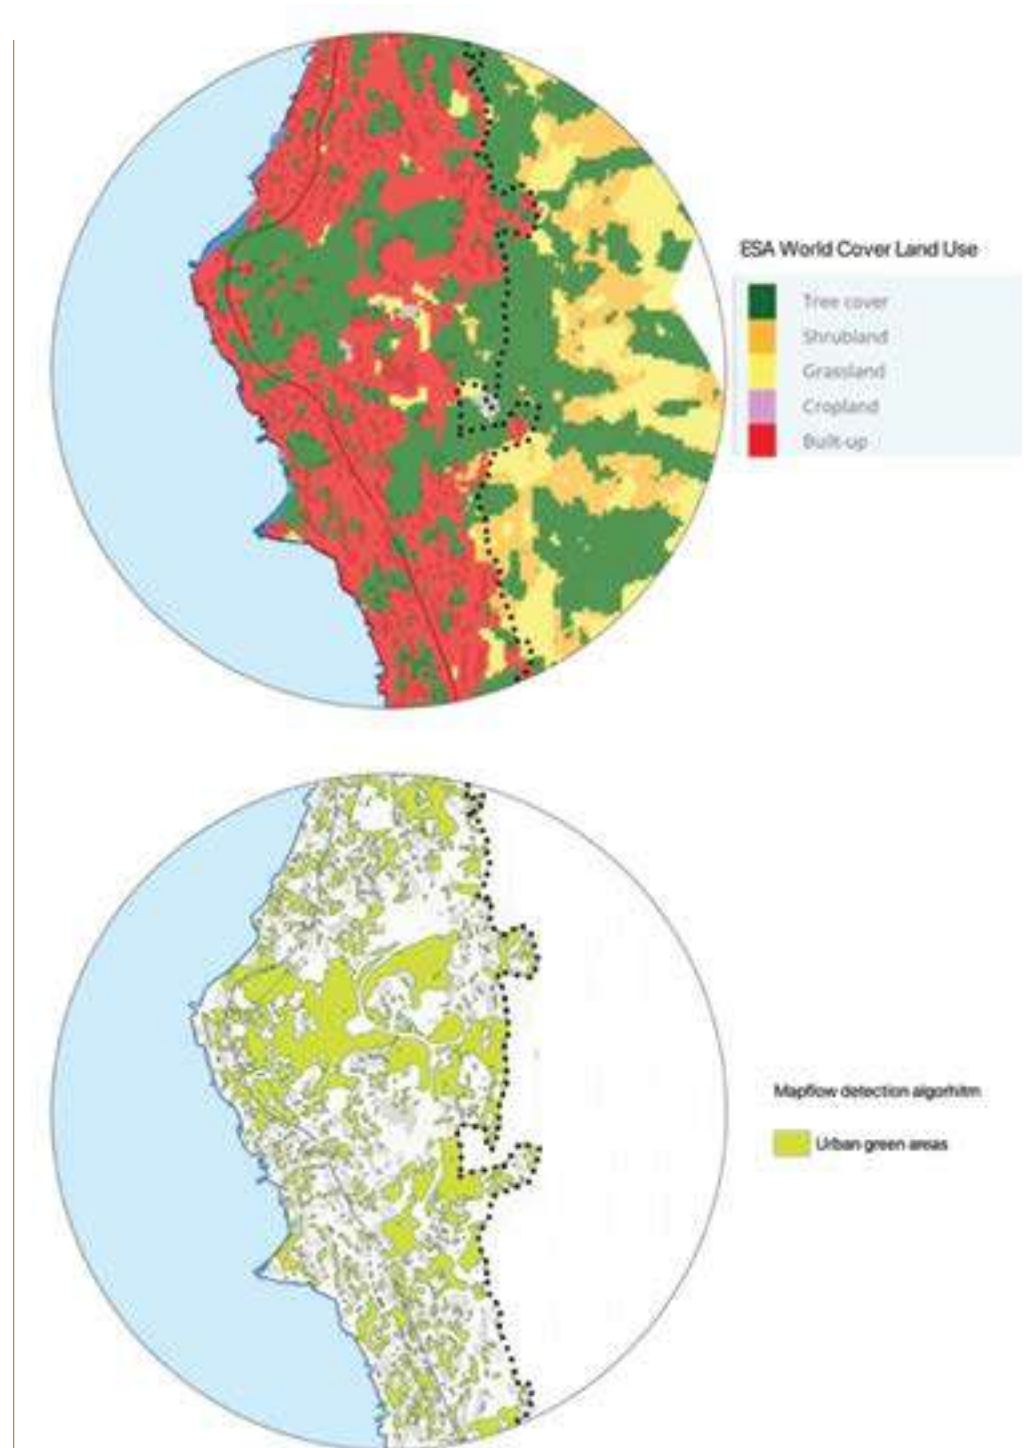 ESA World Cover Land Use
Tree cover
Shrubland
Grassland
Cropland
Built-up
Mapflow detection algorhitm
Urban green areas